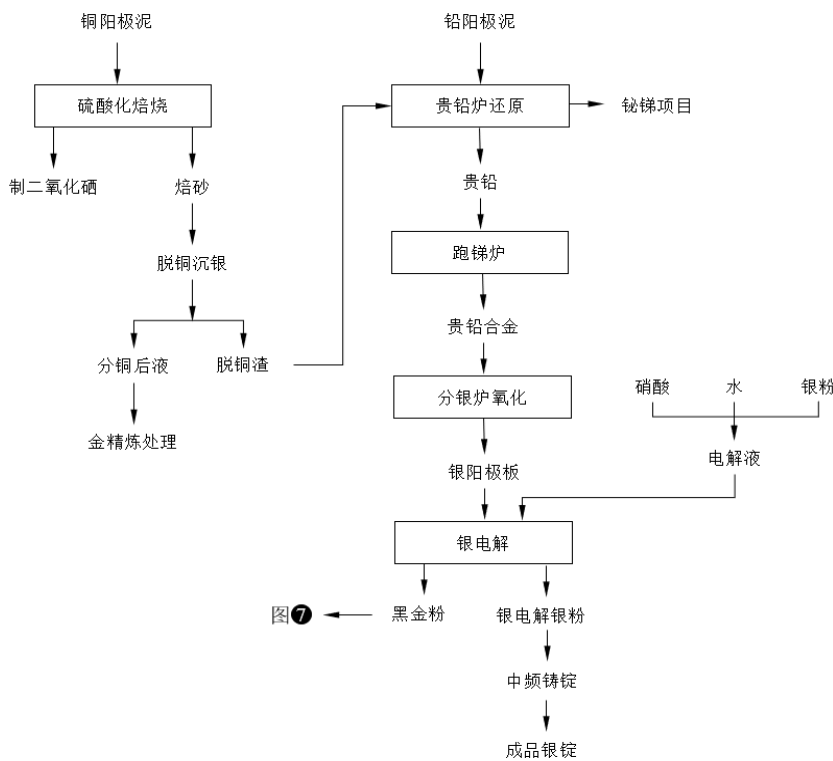 铜阳极泥
铅阳极泥
硫酸化焙烧
贵铅炉还原
铋锑项目
制二氧化硒
焙砂
贵铅
脱铜沉银
跑锑炉
贵铅合金
分铜后液
脱铜渣
分银炉氧化
硝酸
水
银粉
金精炼处理
银阳极板
电解液
银电解
图❼
黑金粉
银电解银粉
中频铸锭
成品银锭